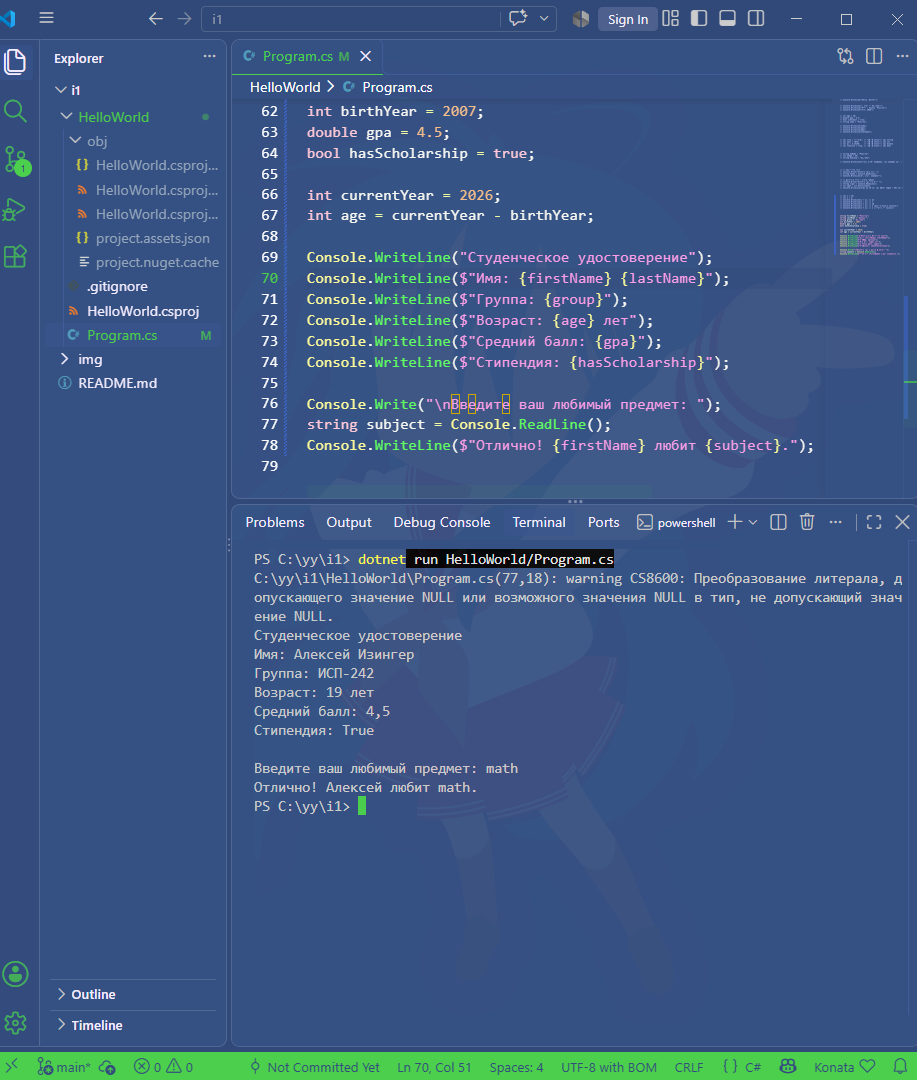 i1
Sign In
Explorer
Program.cs M
i1
HelloWorld > Program.cs
HelloWorld
obj
HelloWorld.csproj...
HelloWorld.csproj...
HelloWorld.csproj...
project.assets.json
project.nuget.cache
.gitignore
HelloWorld.csproj
Program.cs M
img
README.md
62 int birthYear = 2007;
63 double gpa = 4.5;
64 bool hasScholarship = true;
65
66 int currentYear = 2026;
67 int age = currentYear - birthYear;
68
69 Console.WriteLine("Студенческое удостоверение");
70 Console.WriteLine($"Имя: {firstName} {lastName}");
71 Console.WriteLine($"Группа: {group}");
72 Console.WriteLine($"Возраст: {age} лет");
73 Console.WriteLine($"Средний балл: {gpa}");
74 Console.WriteLine($"Стипендия: {hasScholarship}");
75
76 Console.Write("\nВведите ваш любимый предмет: ");
77 string subject = Console.ReadLine();
78 Console.WriteLine($"Отлично! {firstName} любит {subject}.");
79
Problems Output Debug Console Terminal Ports powershell
PS C:\yy\i1> dotnet run HelloWorld/Program.cs
C:\yy\i1\HelloWorld\Program.cs(77,18): warning CS8600: Преобразование литерала, д
опускающего значение NULL или возможного значения NULL в тип, не допускающий знач
ение NULL.
Студенческое удостоверение
Имя: Алексей Изингер
Группа: ИСП-242
Возраст: 19 лет
Средний балл: 4,5
Стипендия: True
Введите ваш любимый предмет: math
Отлично! Алексей любит math.
PS C:\yy\i1>
Outline
Timeline
1
main* 0 0 Not Committed Yet Ln 70, Col 51 Spaces: 4 UTF-8 with BOM CRLF { } C# Konata